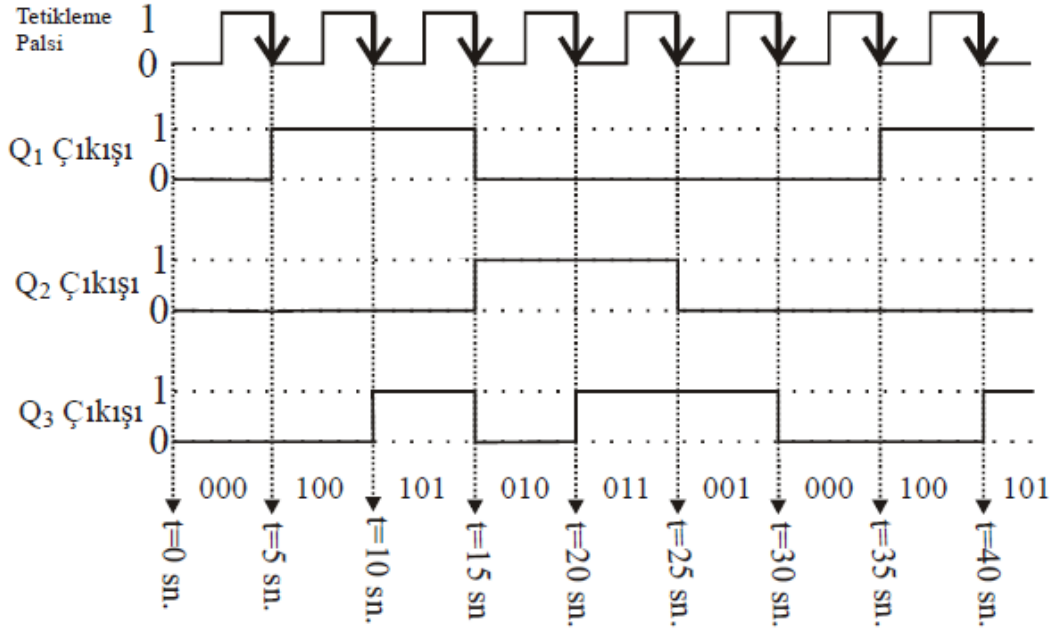 Tetikleme
Palsi
1
0
Q1 Çıkışı
1
0
Q2 Çıkışı
1
0
Q3 Çıkışı
1
0
000 100 101 010 011 001 000 100 101
t=0 sn.
t=5 sn.
t=10 sn.
t=15 sn
t=20 sn.
t=25 sn.
t=30 sn.
t=35 sn.
t=40 sn.